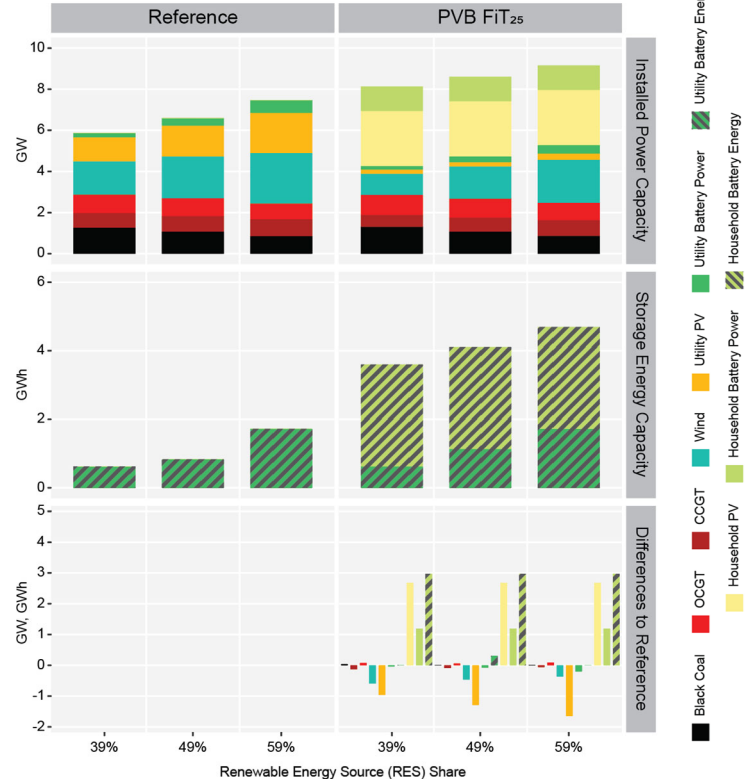 Reference
PVB FiT₂₅
10
8
6
4
2
0
GW
Installed Power Capacity
6
4
2
0
GWh
Storage Energy Capacity
5
4
3
2
1
0
-1
-2
GW, GWh
Differences to Reference
39%
49%
59%
39%
49%
59%
Renewable Energy Source (RES) Share
Black Coal
OCGT
CCGT
Wind
Utility PV
Utility Battery Power
Utility Battery
Household PV
Household Battery Power
Household Battery Energy